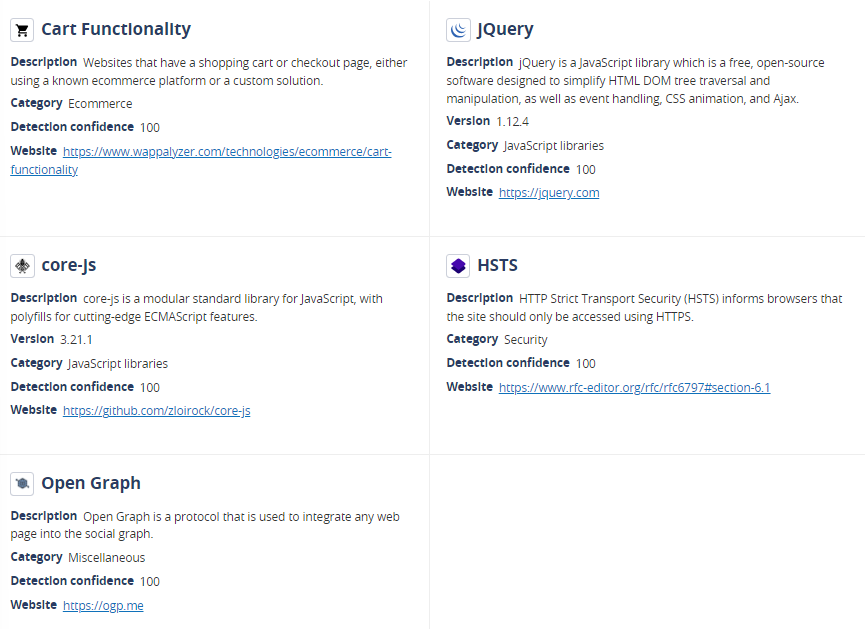 Cart Functionality
Description Websites that have a shopping cart or checkout page, either
using a known ecommerce platform or a custom solution.
Category Ecommerce
Detection confidence 100
Website https://www.wappalyzer.com/technologies/ecommerce/cart-
functionality
jQuery
Description jQuery is a JavaScript library which is a free, open-source
software designed to simplify HTML DOM tree traversal and
manipulation, as well as event handling, CSS animation, and Ajax.
Version 1.12.4
Category JavaScript libraries
Detection confidence 100
Website https://jquery.com
core-js
Description core-js is a modular standard library for JavaScript, with
polyfills for cutting-edge ECMAScript features.
Version 3.21.1
Category JavaScript libraries
Detection confidence 100
Website https://github.com/zloirock/core-js
HSTS
Description HTTP Strict Transport Security (HSTS) informs browsers that
the site should only be accessed using HTTPS.
Category Security
Detection confidence 100
Website https://www.rfc-editor.org/rfc/rfc6797#section-6.1
Open Graph
Description Open Graph is a protocol that is used to integrate any web
page into the social graph.
Category Miscellaneous
Detection confidence 100
Website https://ogp.me